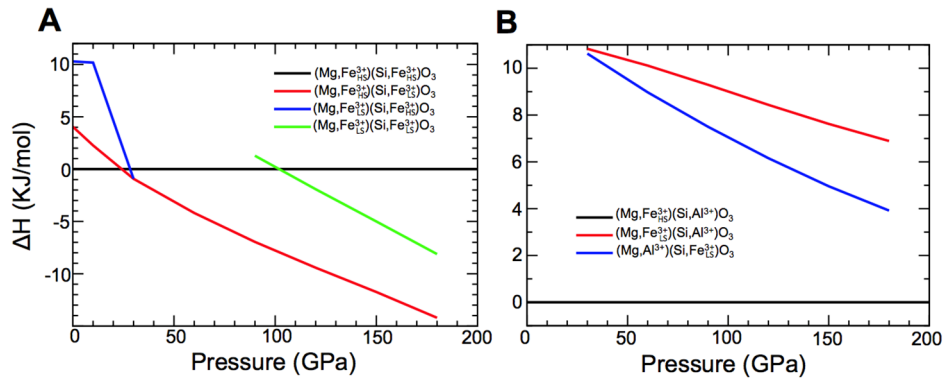 A
ΔH (KJ/mol)
10
5
0
-5
-10
(Mg,Fe³⁺HS)(Si,Fe³⁺HS)O₃
(Mg,Fe³⁺HS)(Si,Fe³⁺LS)O₃
(Mg,Fe³⁺LS)(Si,Fe³⁺HS)O₃
(Mg,Fe³⁺LS)(Si,Fe³⁺LS)O₃
0 50 100 150 200
Pressure (GPa)
B
10
8
6
4
2
0
(Mg,Fe³⁺HS)(Si,Al³⁺)O₃
(Mg,Fe³⁺LS)(Si,Al³⁺)O₃
(Mg,Al³⁺)(Si,Fe³⁺LS)O₃
0 50 100 150 200
Pressure (GPa)